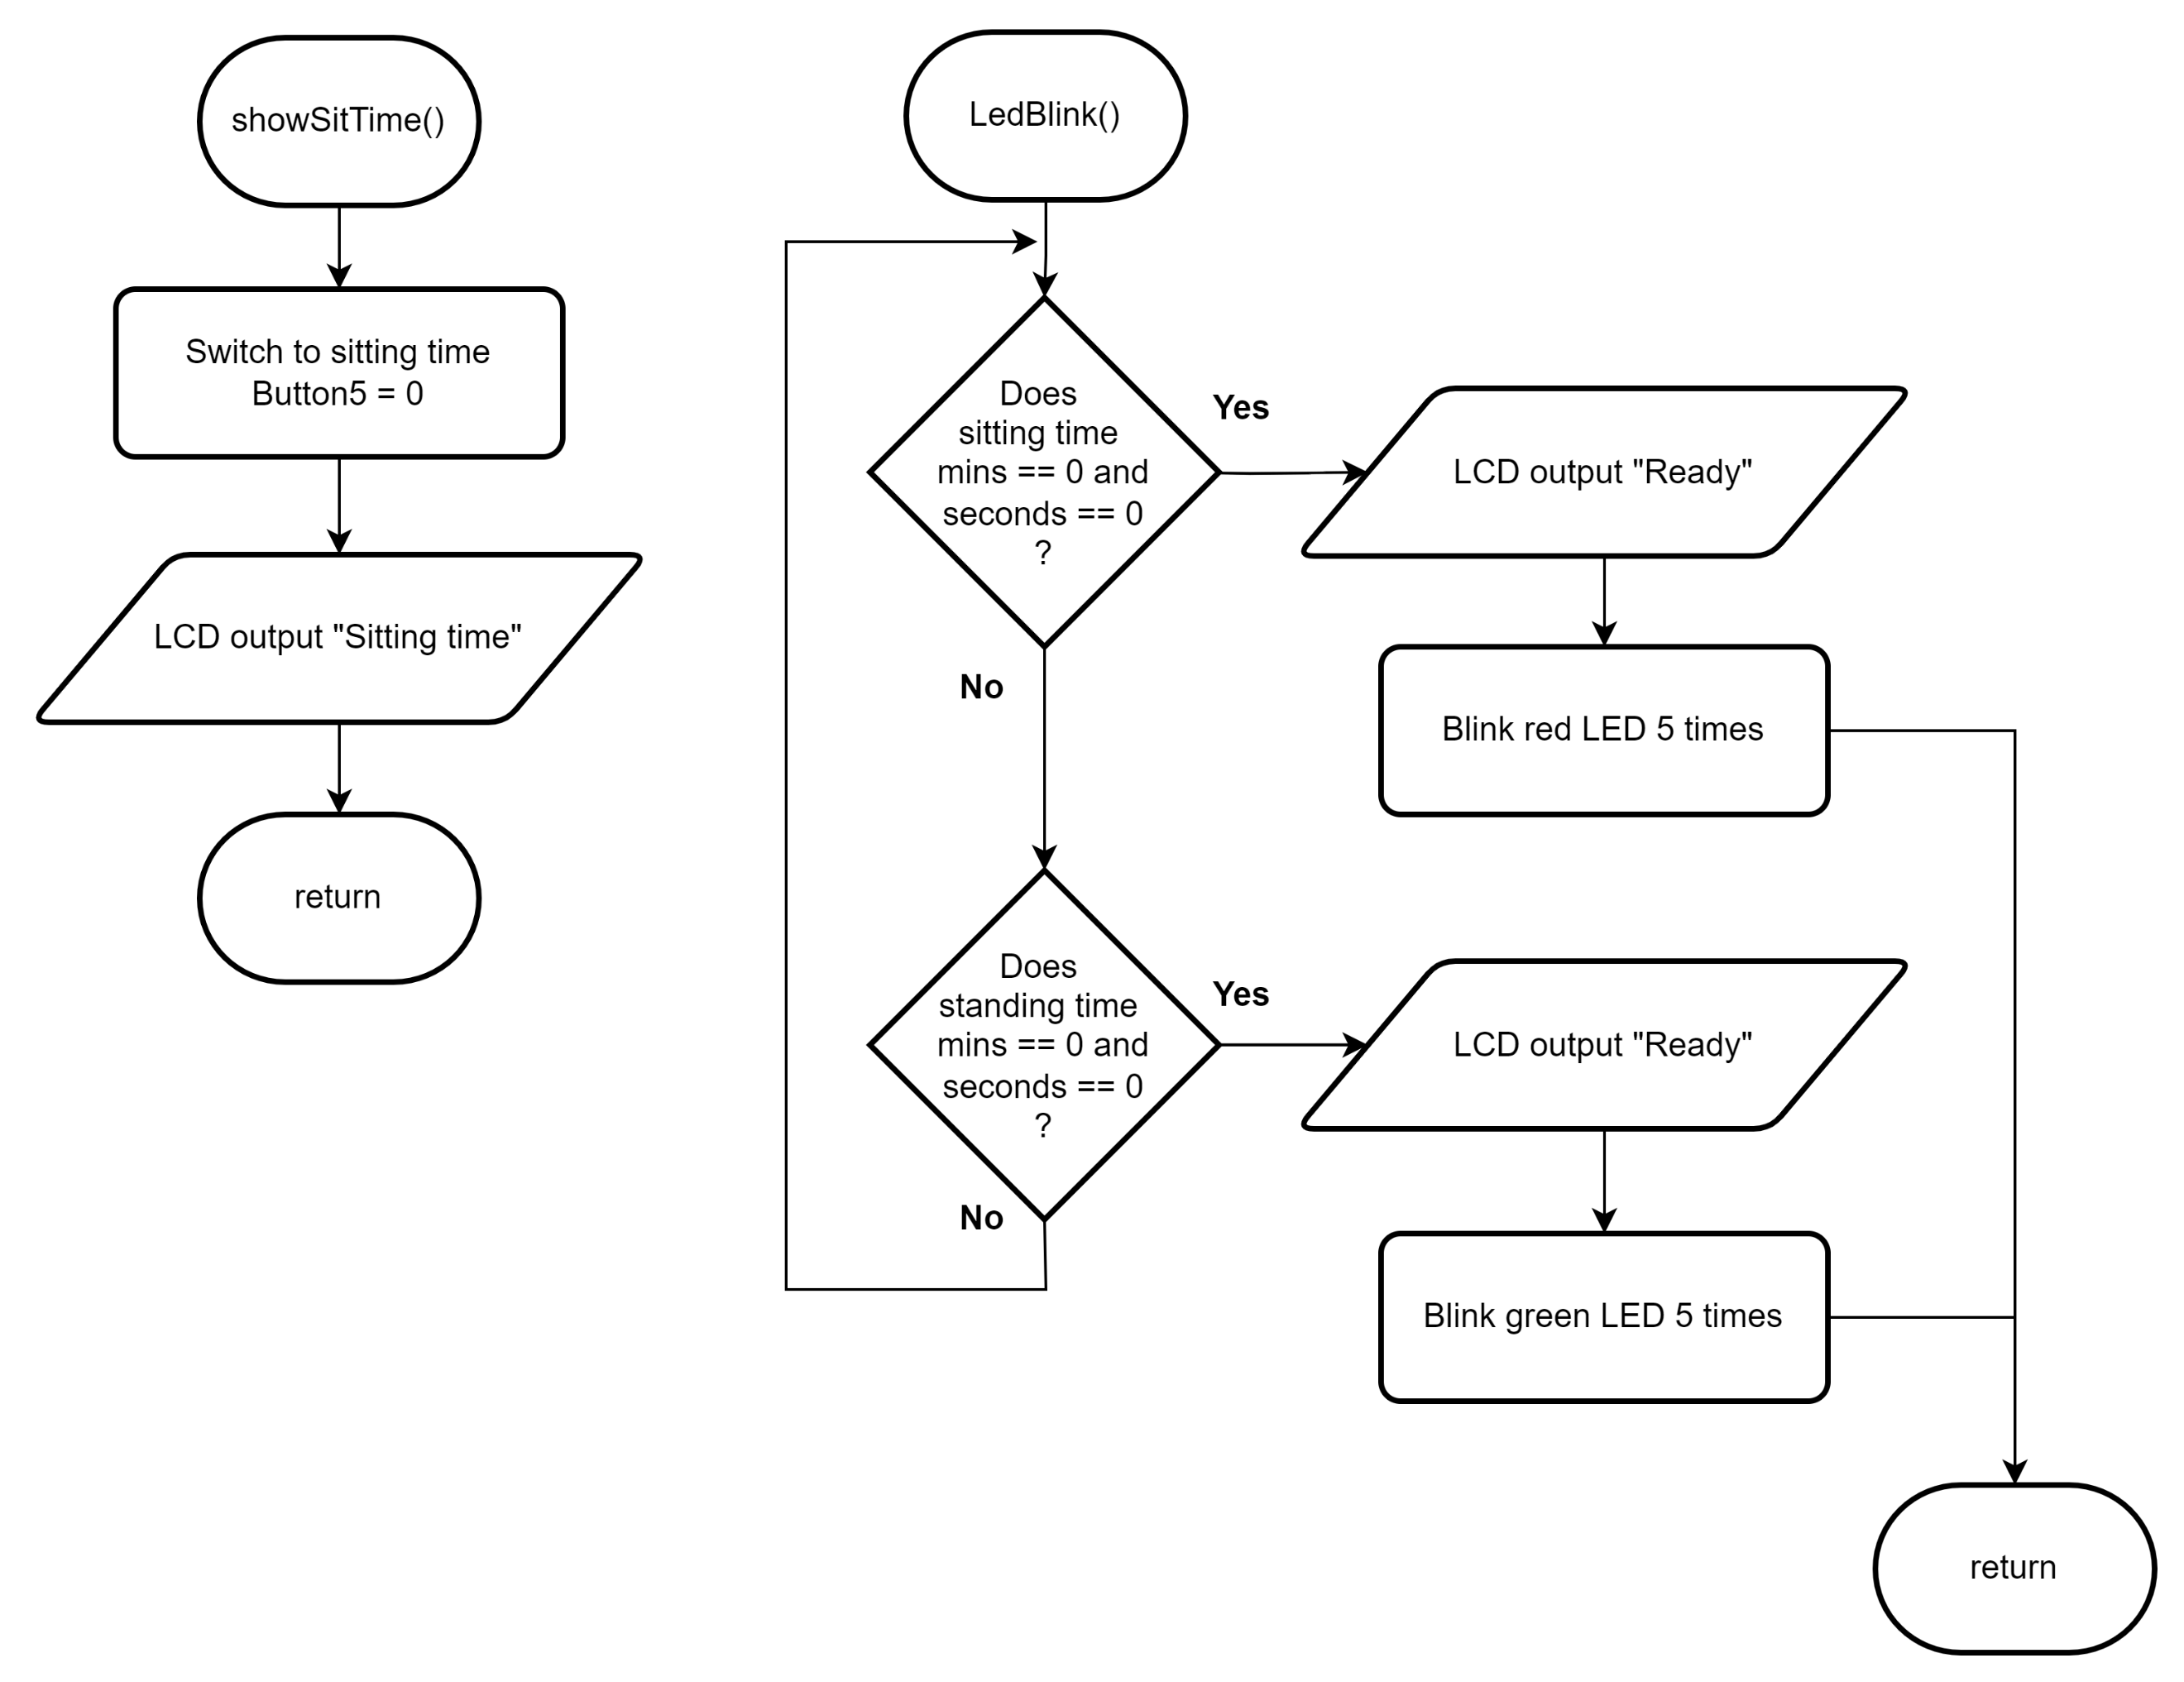 showSitTime()
Switch to sitting time
Button5 = 0
LCD output "Sitting time"
return
LedBlink()
Does
sitting time
mins == 0 and
seconds == 0
?
Yes
LCD output "Ready"
Blink red LED 5 times
No
Does
standing time
mins == 0 and
seconds == 0
?
Yes
LCD output "Ready"
Blink green LED 5 times
No
return